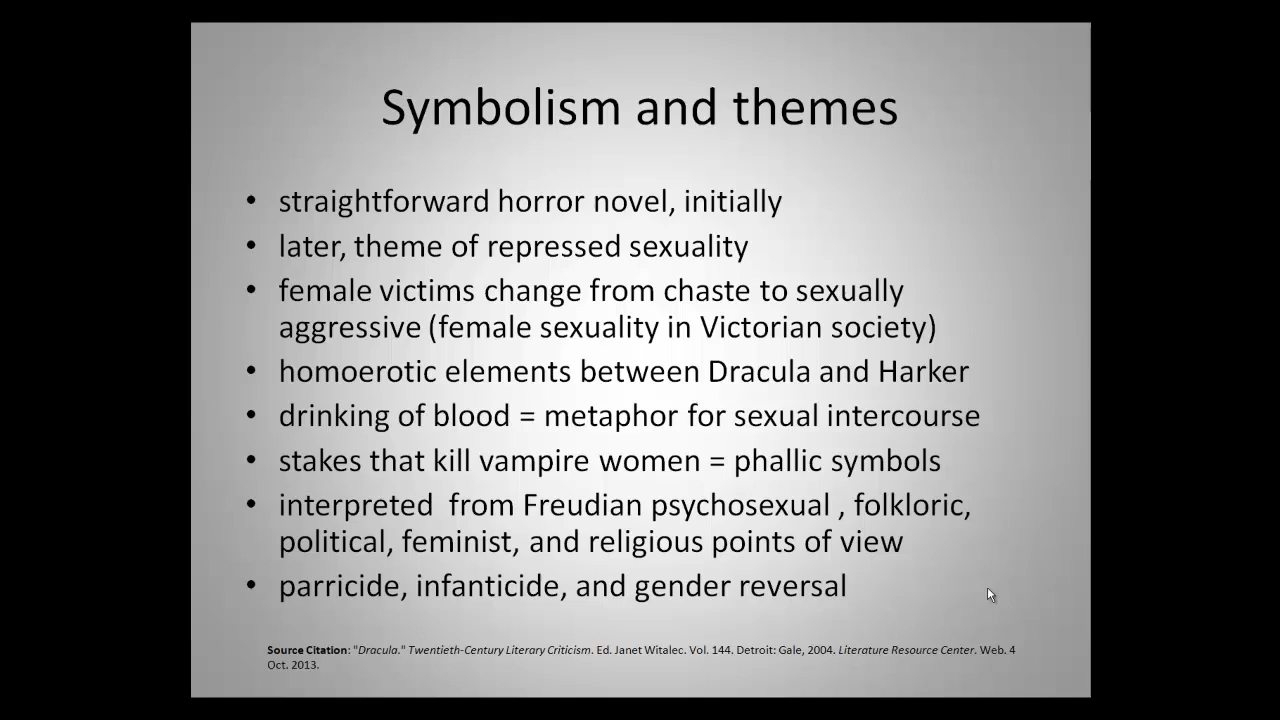 Symbolism and themes
• straightforward horror novel, initially
• later, theme of repressed sexuality
• female victims change from chaste to sexually
aggressive (female sexuality in Victorian society)
• homoerotic elements between Dracula and Harker
• drinking of blood = metaphor for sexual intercourse
• stakes that kill vampire women = phallic symbols
• interpreted  from Freudian psychosexual , folkloric,
political, feminist, and religious points of view
• parricide, infanticide, and gender reversal
Source Citation: "Dracula." Twentieth-Century Literary Criticism. Ed. Janet Witalec. Vol. 144. Detroit: Gale, 2004. Literature Resource Center. Web. 4
Oct. 2013.